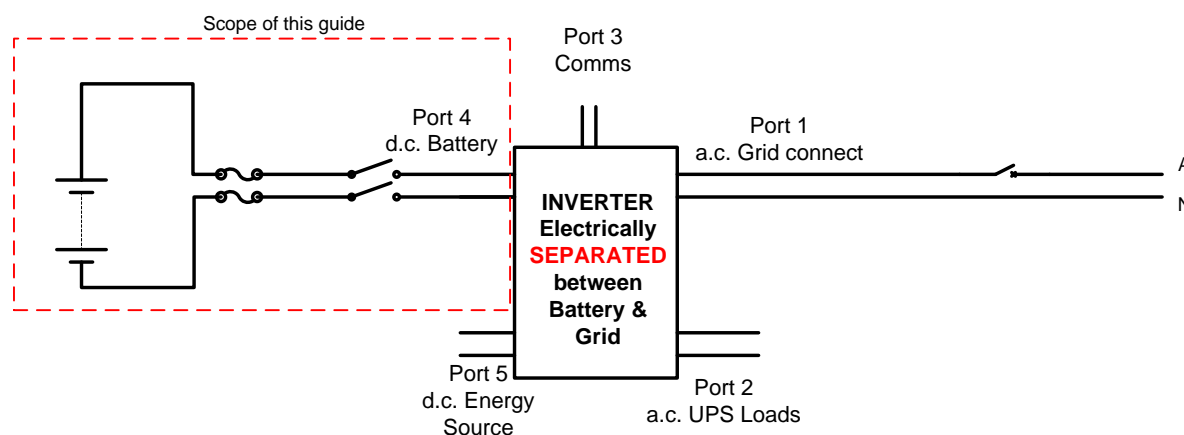 Scope of this guide
Port 3
Comms
Port 4
d.c. Battery
Port 1
a.c. Grid connect
A
N
INVERTER
Electrically
SEPARATED
between
Battery &
Grid
Port 5
d.c. Energy
Source
Port 2
a.c. UPS Loads